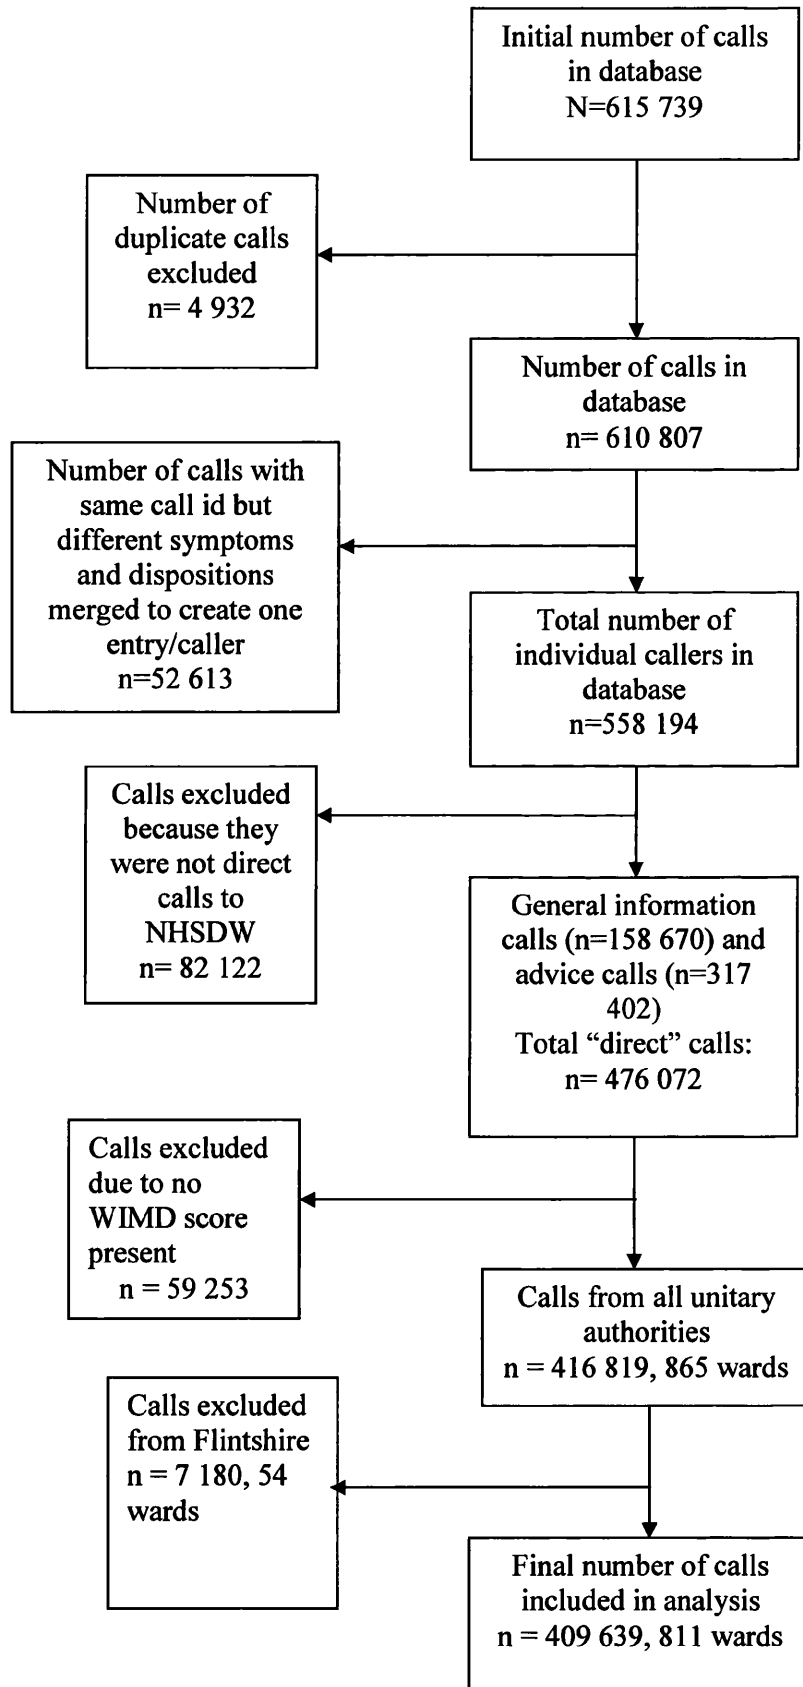 Initial number of calls
in database
N=615 739
Number of
duplicate calls
excluded
n= 4 932
Number of calls in
database
n= 610 807
Number of calls with
same call id but
different symptoms
and dispositions
merged to create one
entry/caller
n=52 613
Total number of
individual callers in
database
n=558 194
Calls excluded
because they
were not direct
calls to
NHSDW
n= 82 122
General information
calls (n=158 670) and
advice calls (n=317
402)
Total “direct” calls:
n= 476 072
Calls excluded
due to no
WIMD score
present
n = 59 253
Calls from all unitary
authorities
n = 416 819, 865 wards
Calls excluded
from Flintshire
n = 7 180, 54
wards
Final number of calls
included in analysis
n = 409 639, 811 wards